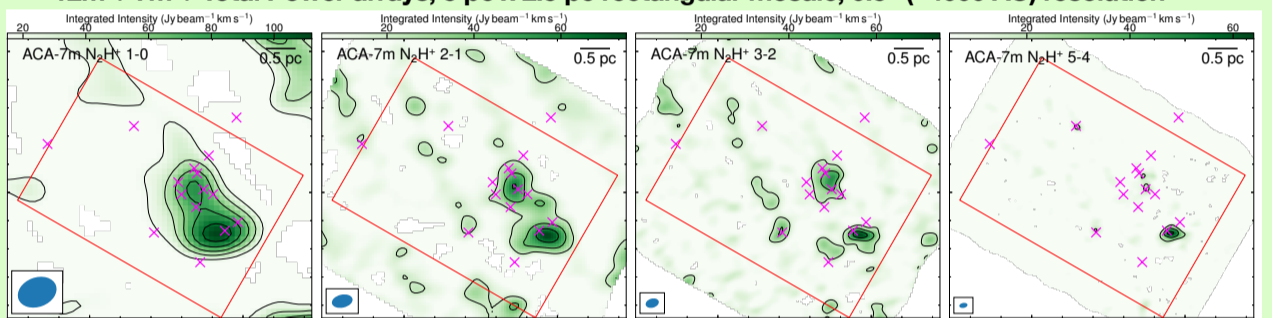 Integrated Intensity (Jy beam⁻¹ km s⁻¹)
20 40 60 80 100
ACA-7m N₂H⁺ 1-0
0.5 pc
Integrated Intensity (Jy beam⁻¹ km s⁻¹)
20 40 60
ACA-7m N₂H⁺ 2-1
0.5 pc
Integrated Intensity (Jy beam⁻¹ km s⁻¹)
20 40 60
ACA-7m N₂H⁺ 3-2
0.5 pc
Integrated Intensity (Jy beam⁻¹ km s⁻¹)
20 40 60
ACA-7m N₂H⁺ 5-4
0.5 pc